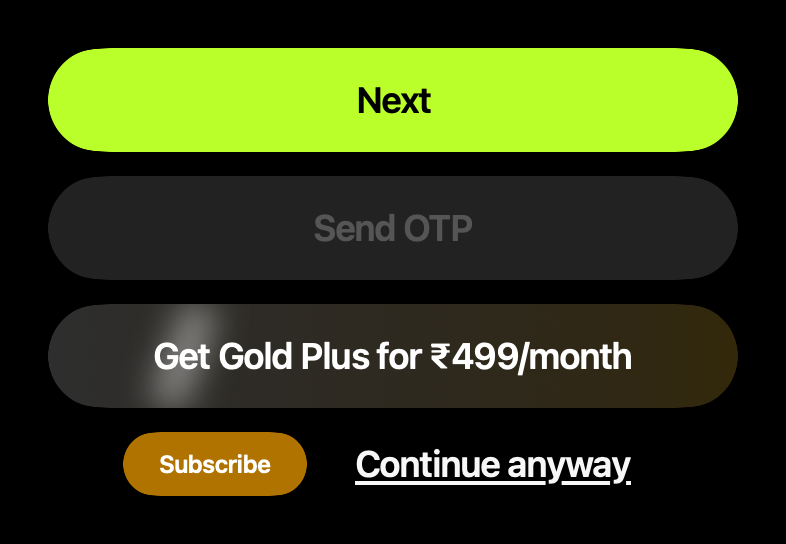 Next
Send OTP
Get Gold Plus for ₹499/month
Subscribe
Continue anyway